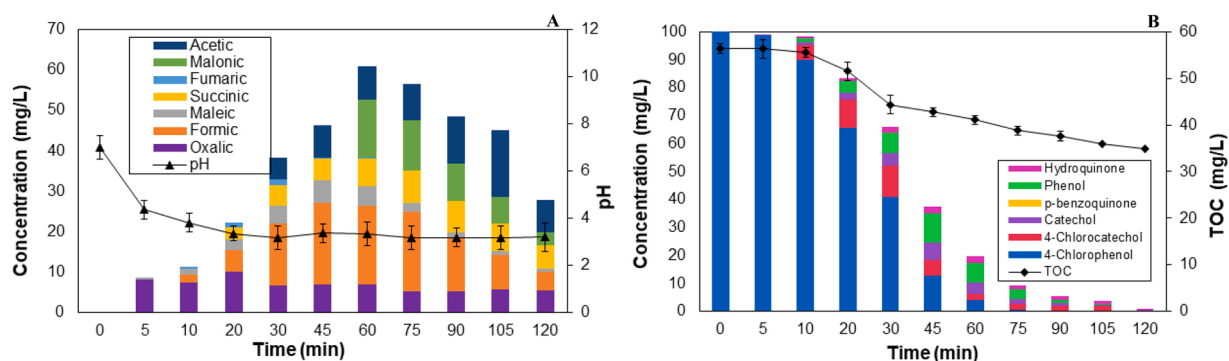 A
Concentration (mg/L)
70
60
50
40
30
20
10
0
Acetic
Malonic
Fumaric
Succinic
Maleic
Formic
Oxalic
pH
12
10
8
6
4
2
0
pH
0 5 10 20 30 45 60 75 90 105 120
Time (min)
B
Concentration (mg/L)
100
90
80
70
60
50
40
30
20
10
0
60
50
40
30
20
10
0
TOC (mg/L)
Hydroquinone
Phenol
p-benzoquinone
Catechol
4-Chlorocatechol
4-Chlorophenol
TOC
0 5 10 20 30 45 60 75 90 105 120
Time (min)